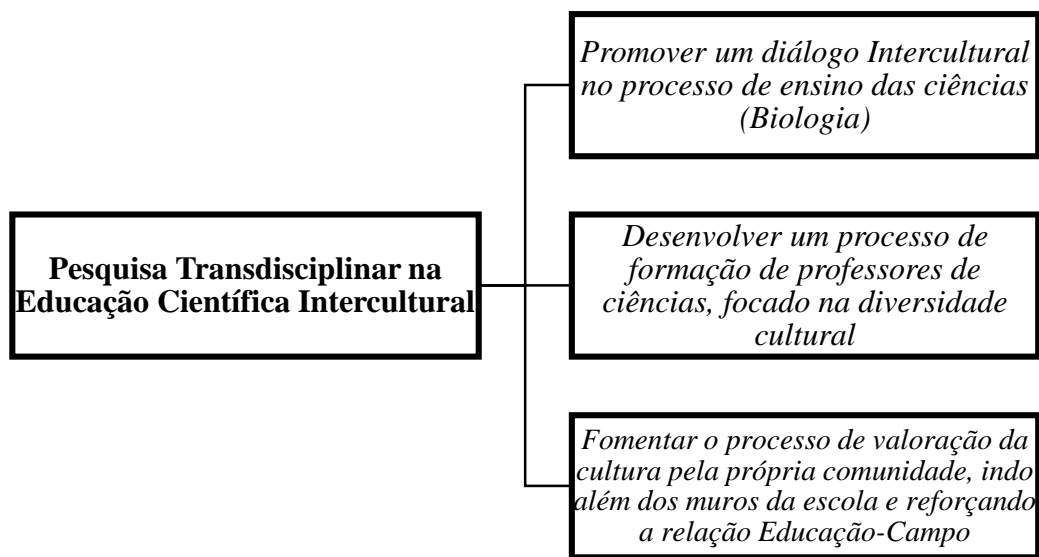 Promover um diálogo Intercultural
no processo de ensino das ciências
(Biologia)
Pesquisa Transdisciplinar na
Educação Científica Intercultural
Desenvolver um processo de
formação de professores de
ciências, focado na diversidade
cultural
Fomentar o processo de valoração da
cultura pela própria comunidade, indo
além dos muros da escola e reforçando
a relação Educação-Campo